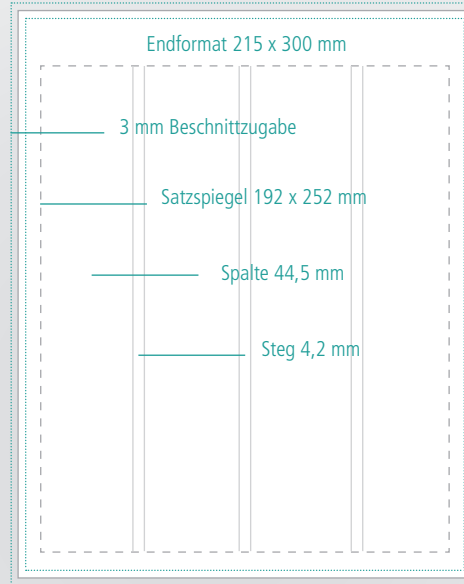 Endformat 215 x 300 mm
3 mm Beschnittzugabe
Satzspiegel 192 x 252 mm
Spalte 44,5 mm
Steg 4,2 mm